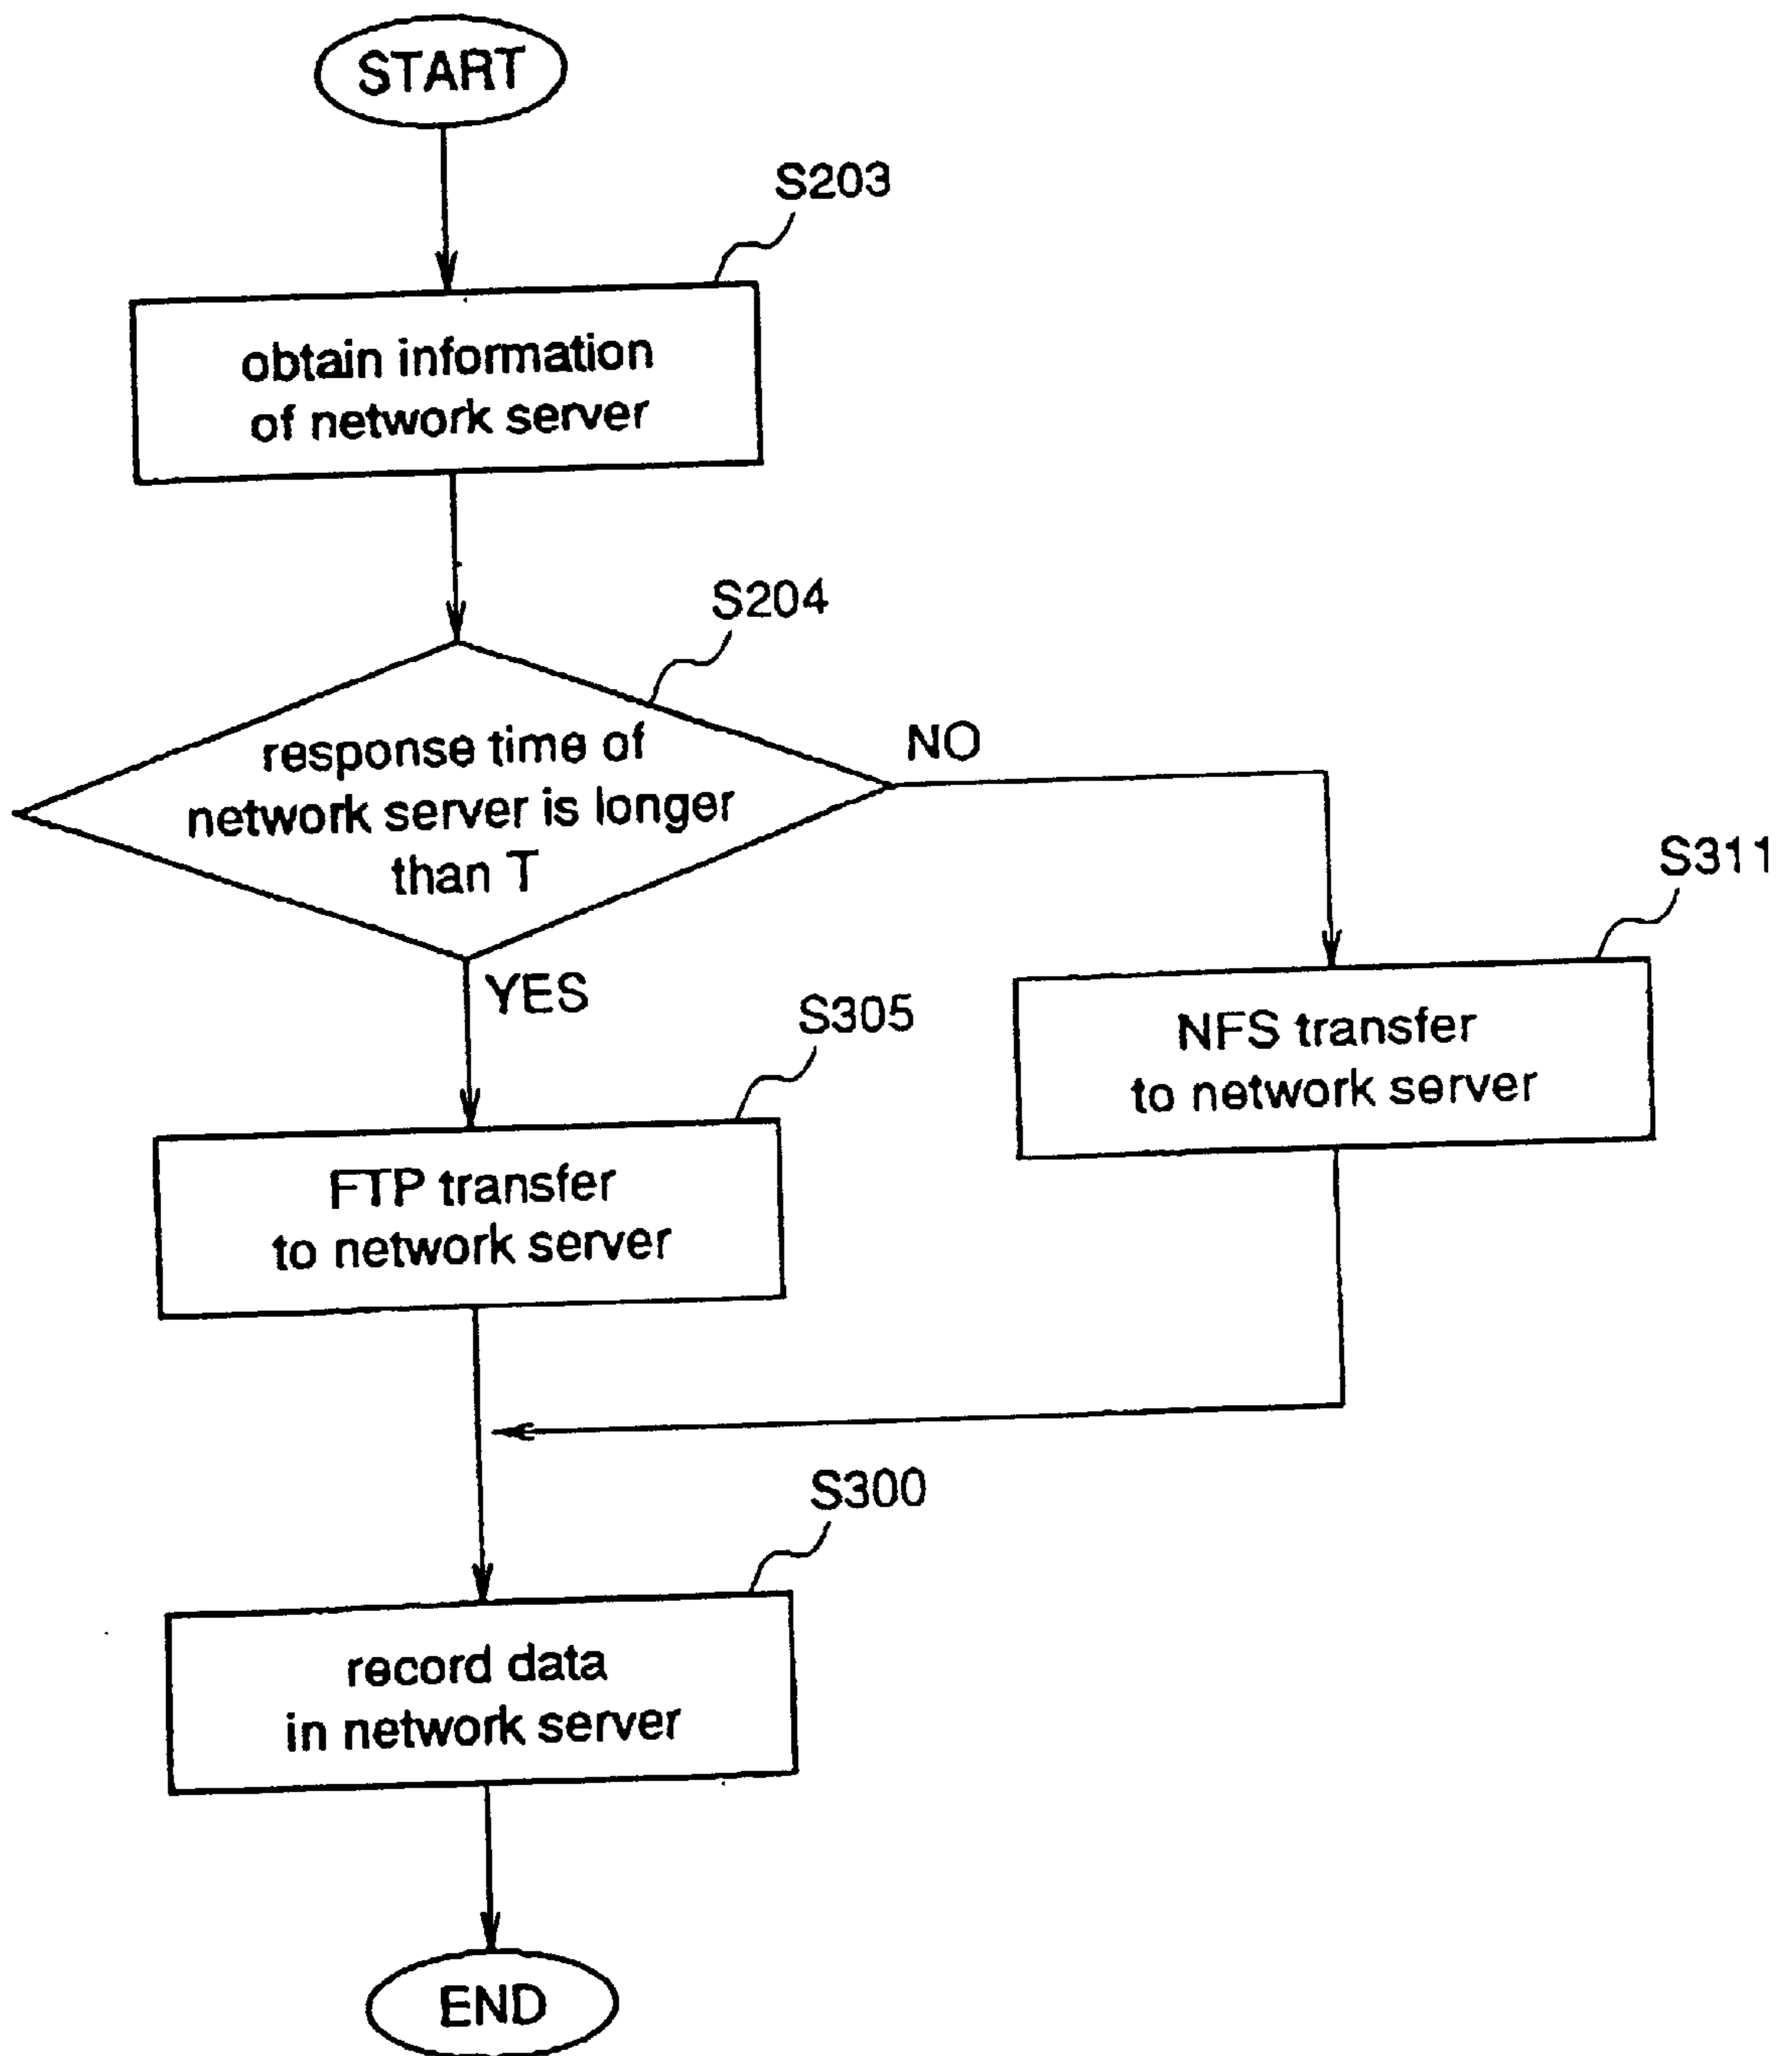 START
S203
obtain information
of network server
S204
response time of
network server is longer
than T
NO
YES
S311
NFS transfer
to network server
S305
FTP transfer
to network server
S300
record data
in network server
END